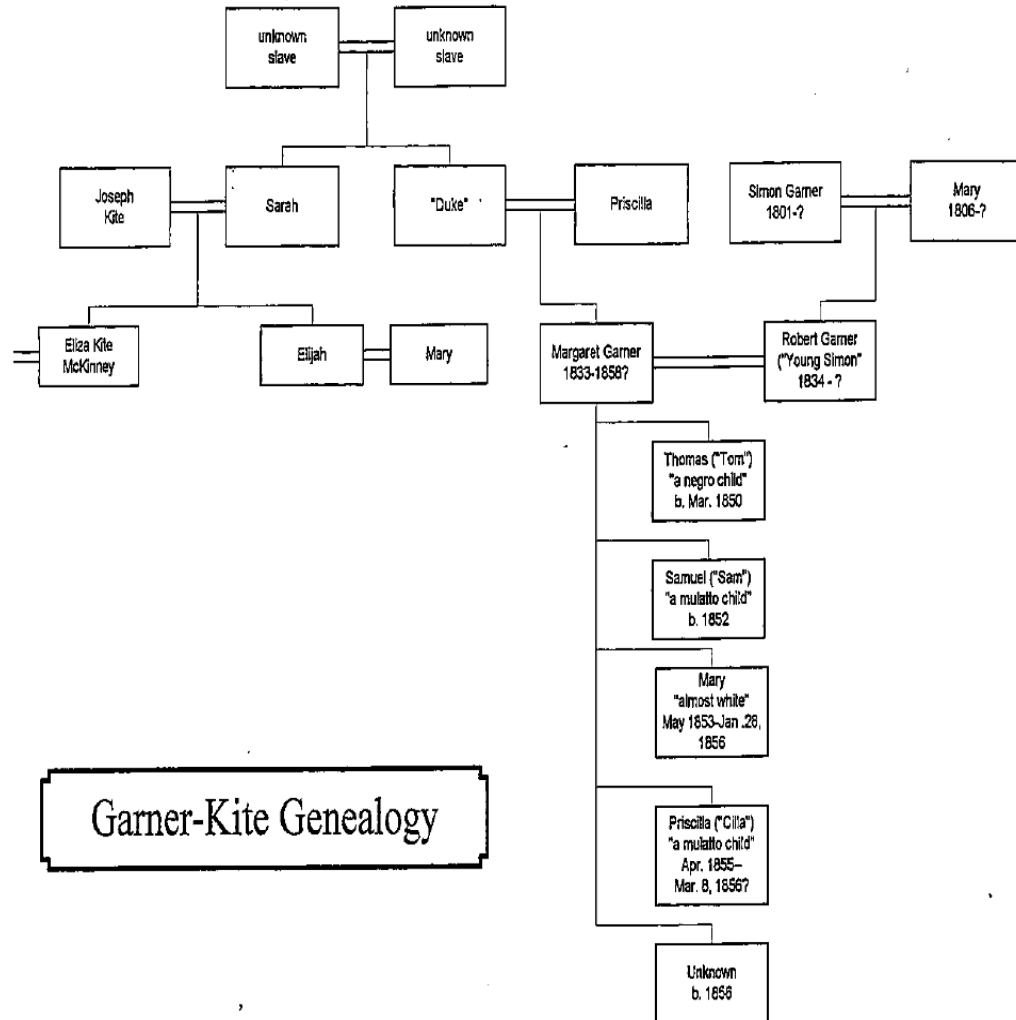 unknown
slave
unknown
slave
Joseph
Kite
Sarah
"Duke"
Priscilla
Simon Garner
1801-?
Mary
1806-?
Eliza Kite
McKinney
Elijah
Mary
Margaret Garner
1833-1858?
Robert Garner
("Young Simon"
1834 - ?
Thomas ("Tom")
"a negro child"
b. Mar. 1850
Samuel ("Sam")
"a mulatto child"
b. 1852
Mary
"almost white"
May 1853-Jan .28,
1856
Garner-Kite Genealogy
Priscilla ("Cilla")
"a mulatto child"
Apr. 1855–
Mar. 8, 1856?
Unknown
b. 1856